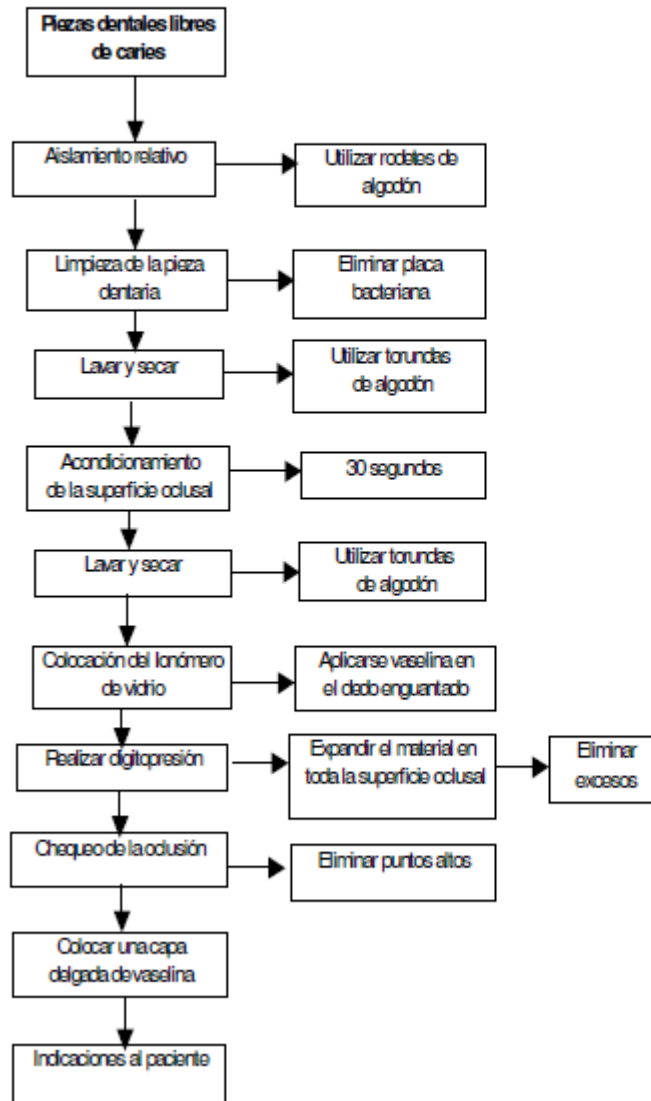 Piezas dentales libres
de caries
Aislamiento relativo
Utilizar rodetes de
algodón
Limpieza de la pieza
dentaria
Eliminar placa
bacteriana
Lavar y secar
Utilizar torundas
de algodón
Acondicionamiento
de la superficie oclusal
30 segundos
Lavar y secar
Utilizar torundas
de algodón
Colocación del Ionómero
de vidrio
Aplicarse vaselina en
el dedo enguantado
Realizar digitopresión
Expandir el material en
toda la superficie oclusal
Eliminar
excesos
Chequeo de la oclusión
Eliminar puntos altos
Colocar una capa
delgada de vaselina
Indicaciones al paciente